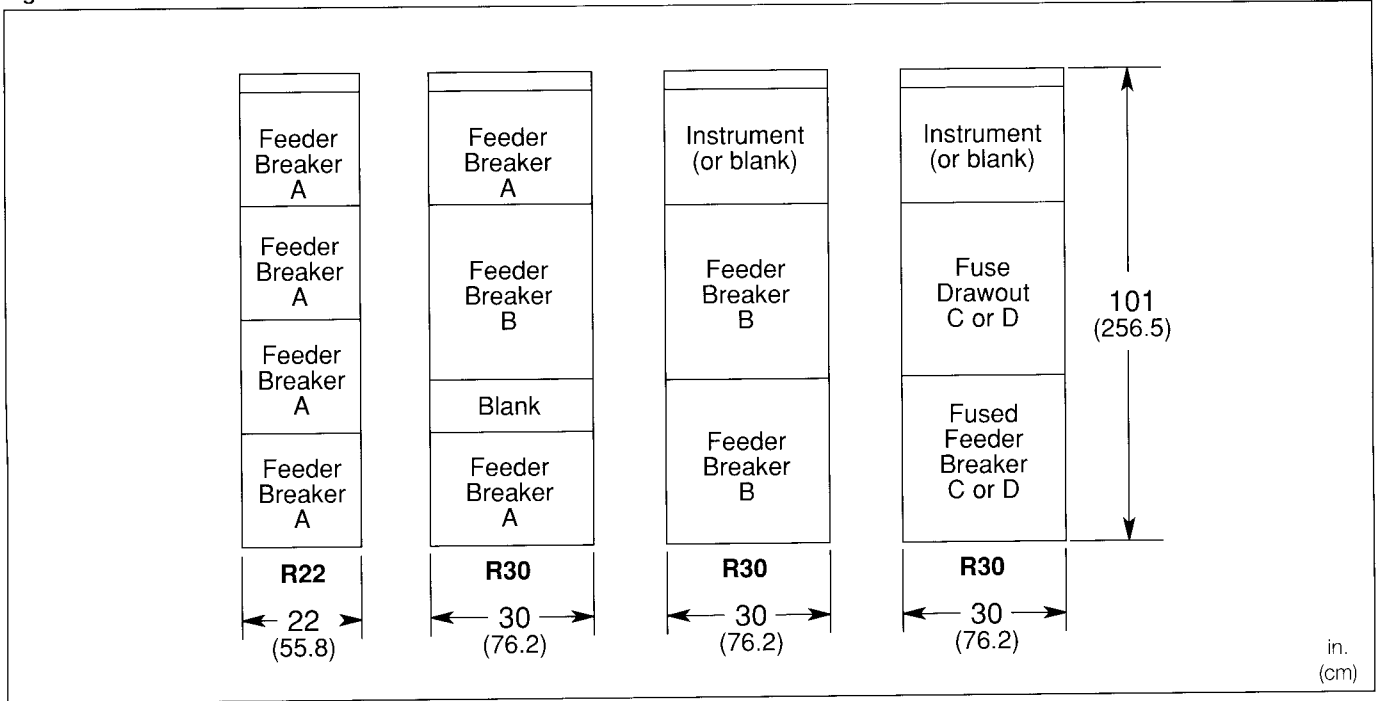 Feeder
Breaker
A
Feeder
Breaker
A
Feeder
Breaker
A
Feeder
Breaker
A
R22
22
(55.8)
Feeder
Breaker
A
Feeder
Breaker
B
Blank
Feeder
Breaker
A
R30
30
(76.2)
Instrument
(or blank)
Feeder
Breaker
B
Feeder
Breaker
B
R30
30
(76.2)
Instrument
(or blank)
Fuse
Drawout
C or D
Fused
Feeder
Breaker
C or D
R30
30
(76.2)
101
(256.5)
in.
(cm)